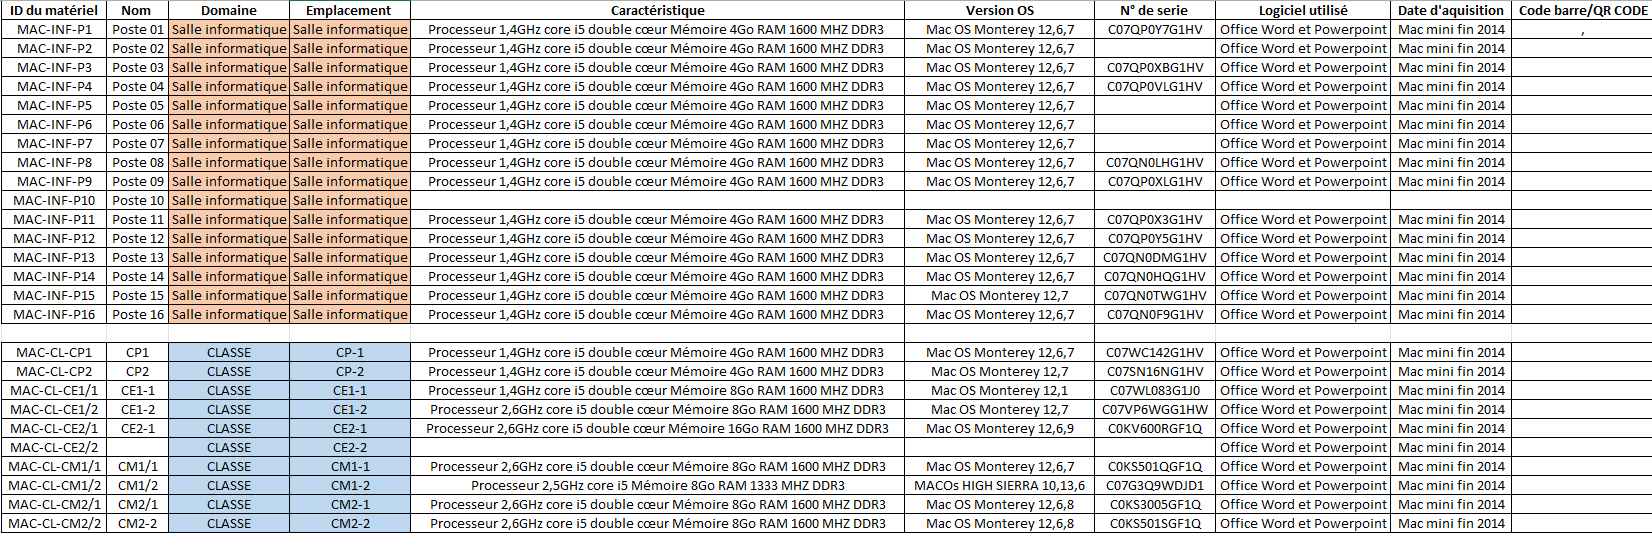 ID du matériel Nom Domaine Emplacement Caractéristique Version OS N° de serie Logiciel utilisé Date d'aquisition Code barre/QR CODE
MAC-INF-P1 Poste 01 Salle informatique Salle informatique Processeur 1,4GHz core i5 double cœur Mémoire 4Go RAM 1600 MHZ DDR3 Mac OS Monterey 12,6,7 C07QP0Y7G1HV Office Word et Powerpoint Mac mini fin 2014 ,
MAC-INF-P2 Poste 02 Salle informatique Salle informatique Processeur 1,4GHz core i5 double cœur Mémoire 4Go RAM 1600 MHZ DDR3 Mac OS Monterey 12,6,7 Office Word et Powerpoint Mac mini fin 2014
MAC-INF-P3 Poste 03 Salle informatique Salle informatique Processeur 1,4GHz core i5 double cœur Mémoire 4Go RAM 1600 MHZ DDR3 Mac OS Monterey 12,6,7 C07QP0XBG1HV Office Word et Powerpoint Mac mini fin 2014
MAC-INF-P4 Poste 04 Salle informatique Salle informatique Processeur 1,4GHz core i5 double cœur Mémoire 4Go RAM 1600 MHZ DDR3 Mac OS Monterey 12,6,7 C07QP0VLG1HV Office Word et Powerpoint Mac mini fin 2014
MAC-INF-P5 Poste 05 Salle informatique Salle informatique Processeur 1,4GHz core i5 double cœur Mémoire 4Go RAM 1600 MHZ DDR3 Mac OS Monterey 12,6,7 Office Word et Powerpoint Mac mini fin 2014
MAC-INF-P6 Poste 06 Salle informatique Salle informatique Processeur 1,4GHz core i5 double cœur Mémoire 4Go RAM 1600 MHZ DDR3 Mac OS Monterey 12,6,7 Office Word et Powerpoint Mac mini fin 2014
MAC-INF-P7 Poste 07 Salle informatique Salle informatique Processeur 1,4GHz core i5 double cœur Mémoire 4Go RAM 1600 MHZ DDR3 Mac OS Monterey 12,6,7 Office Word et Powerpoint Mac mini fin 2014
MAC-INF-P8 Poste 08 Salle informatique Salle informatique Processeur 1,4GHz core i5 double cœur Mémoire 4Go RAM 1600 MHZ DDR3 Mac OS Monterey 12,6,7 C07QN0LHG1HV Office Word et Powerpoint Mac mini fin 2014
MAC-INF-P9 Poste 09 Salle informatique Salle informatique Processeur 1,4GHz core i5 double cœur Mémoire 4Go RAM 1600 MHZ DDR3 Mac OS Monterey 12,6,7 C07QP0XLG1HV Office Word et Powerpoint Mac mini fin 2014
MAC-INF-P10 Poste 10 Salle informatique Salle informatique
MAC-INF-P11 Poste 11 Salle informatique Salle informatique Processeur 1,4GHz core i5 double cœur Mémoire 4Go RAM 1600 MHZ DDR3 Mac OS Monterey 12,6,7 C07QP0X3G1HV Office Word et Powerpoint Mac mini fin 2014
MAC-INF-P12 Poste 12 Salle informatique Salle informatique Processeur 1,4GHz core i5 double cœur Mémoire 4Go RAM 1600 MHZ DDR3 Mac OS Monterey 12,6,7 C07QP0Y5G1HV Office Word et Powerpoint Mac mini fin 2014
MAC-INF-P13 Poste 13 Salle informatique Salle informatique Processeur 1,4GHz core i5 double cœur Mémoire 4Go RAM 1600 MHZ DDR3 Mac OS Monterey 12,6,7 C07QN0DMG1HV Office Word et Powerpoint Mac mini fin 2014
MAC-INF-P14 Poste 14 Salle informatique Salle informatique Processeur 1,4GHz core i5 double cœur Mémoire 4Go RAM 1600 MHZ DDR3 Mac OS Monterey 12,6,7 C07QN0HQG1HV Office Word et Powerpoint Mac mini fin 2014
MAC-INF-P15 Poste 15 Salle informatique Salle informatique Processeur 1,4GHz core i5 double cœur Mémoire 4Go RAM 1600 MHZ DDR3 Mac OS Monterey 12,7 C07QN0TWG1HV Office Word et Powerpoint Mac mini fin 2014
MAC-INF-P16 Poste 16 Salle informatique Salle informatique Processeur 1,4GHz core i5 double cœur Mémoire 4Go RAM 1600 MHZ DDR3 Mac OS Monterey 12,6,7 C07QN0F9G1HV Office Word et Powerpoint Mac mini fin 2014
MAC-CL-CP1 CP1 CLASSE CP-1 Processeur 1,4GHz core i5 double cœur Mémoire 4Go RAM 1600 MHZ DDR3 Mac OS Monterey 12,6,7 C07WC142G1HV Office Word et Powerpoint Mac mini fin 2014
MAC-CL-CP2 CP2 CLASSE CP-2 Processeur 1,4GHz core i5 double cœur Mémoire 4Go RAM 1600 MHZ DDR3 Mac OS Monterey 12,7 C07SN16NG1HV Office Word et Powerpoint Mac mini fin 2014
MAC-CL-CE1/1 CE1-1 CLASSE CE1-1 Processeur 1,4GHz core i5 double cœur Mémoire 8Go RAM 1600 MHZ DDR3 Mac OS Monterey 12,1 C07WL083G1J0 Office Word et Powerpoint Mac mini fin 2014
MAC-CL-CE1/2 CE1-2 CLASSE CE1-2 Processeur 2,6GHz core i5 double cœur Mémoire 8Go RAM 1600 MHZ DDR3 Mac OS Monterey 12,7 C07VP6WGG1HW Office Word et Powerpoint Mac mini fin 2014
MAC-CL-CE2/1 CE2-1 CLASSE CE2-1 Processeur 2,6GHz core i5 double cœur Mémoire 16Go RAM 1600 MHZ DDR3 Mac OS Monterey 12,6,9 C0KV600RGF1Q Office Word et Powerpoint Mac mini fin 2014
MAC-CL-CE2/2 CLASSE CE2-2 Office Word et Powerpoint Mac mini fin 2014
MAC-CL-CM1/1 CM1/1 CLASSE CM1-1 Processeur 2,6GHz core i5 double cœur Mémoire 8Go RAM 1600 MHZ DDR3 Mac OS Monterey 12,6,7 C0KS501QGF1Q Office Word et Powerpoint Mac mini fin 2014
MAC-CL-CM1/2 CM1/2 CLASSE CM1-2 Processeur 2,5GHz core i5 Mémoire 8Go RAM 1333 MHZ DDR3 MACOs HIGH SIERRA 10,13,6 C07G3Q9WDJD1 Office Word et Powerpoint Mac mini fin 2014
MAC-CL-CM2/1 CM2/1 CLASSE CM2-1 Processeur 2,6GHz core i5 double cœur Mémoire 8Go RAM 1600 MHZ DDR3 Mac OS Monterey 12,6,8 C0KS3005GF1Q Office Word et Powerpoint Mac mini fin 2014
MAC-CL-CM2/2 CM2-2 CLASSE CM2-2 Processeur 2,6GHz core i5 double cœur Mémoire 8Go RAM 1600 MHZ DDR3 Mac OS Monterey 12,6,8 C0KS501SGF1Q Office Word et Powerpoint Mac mini fin 2014